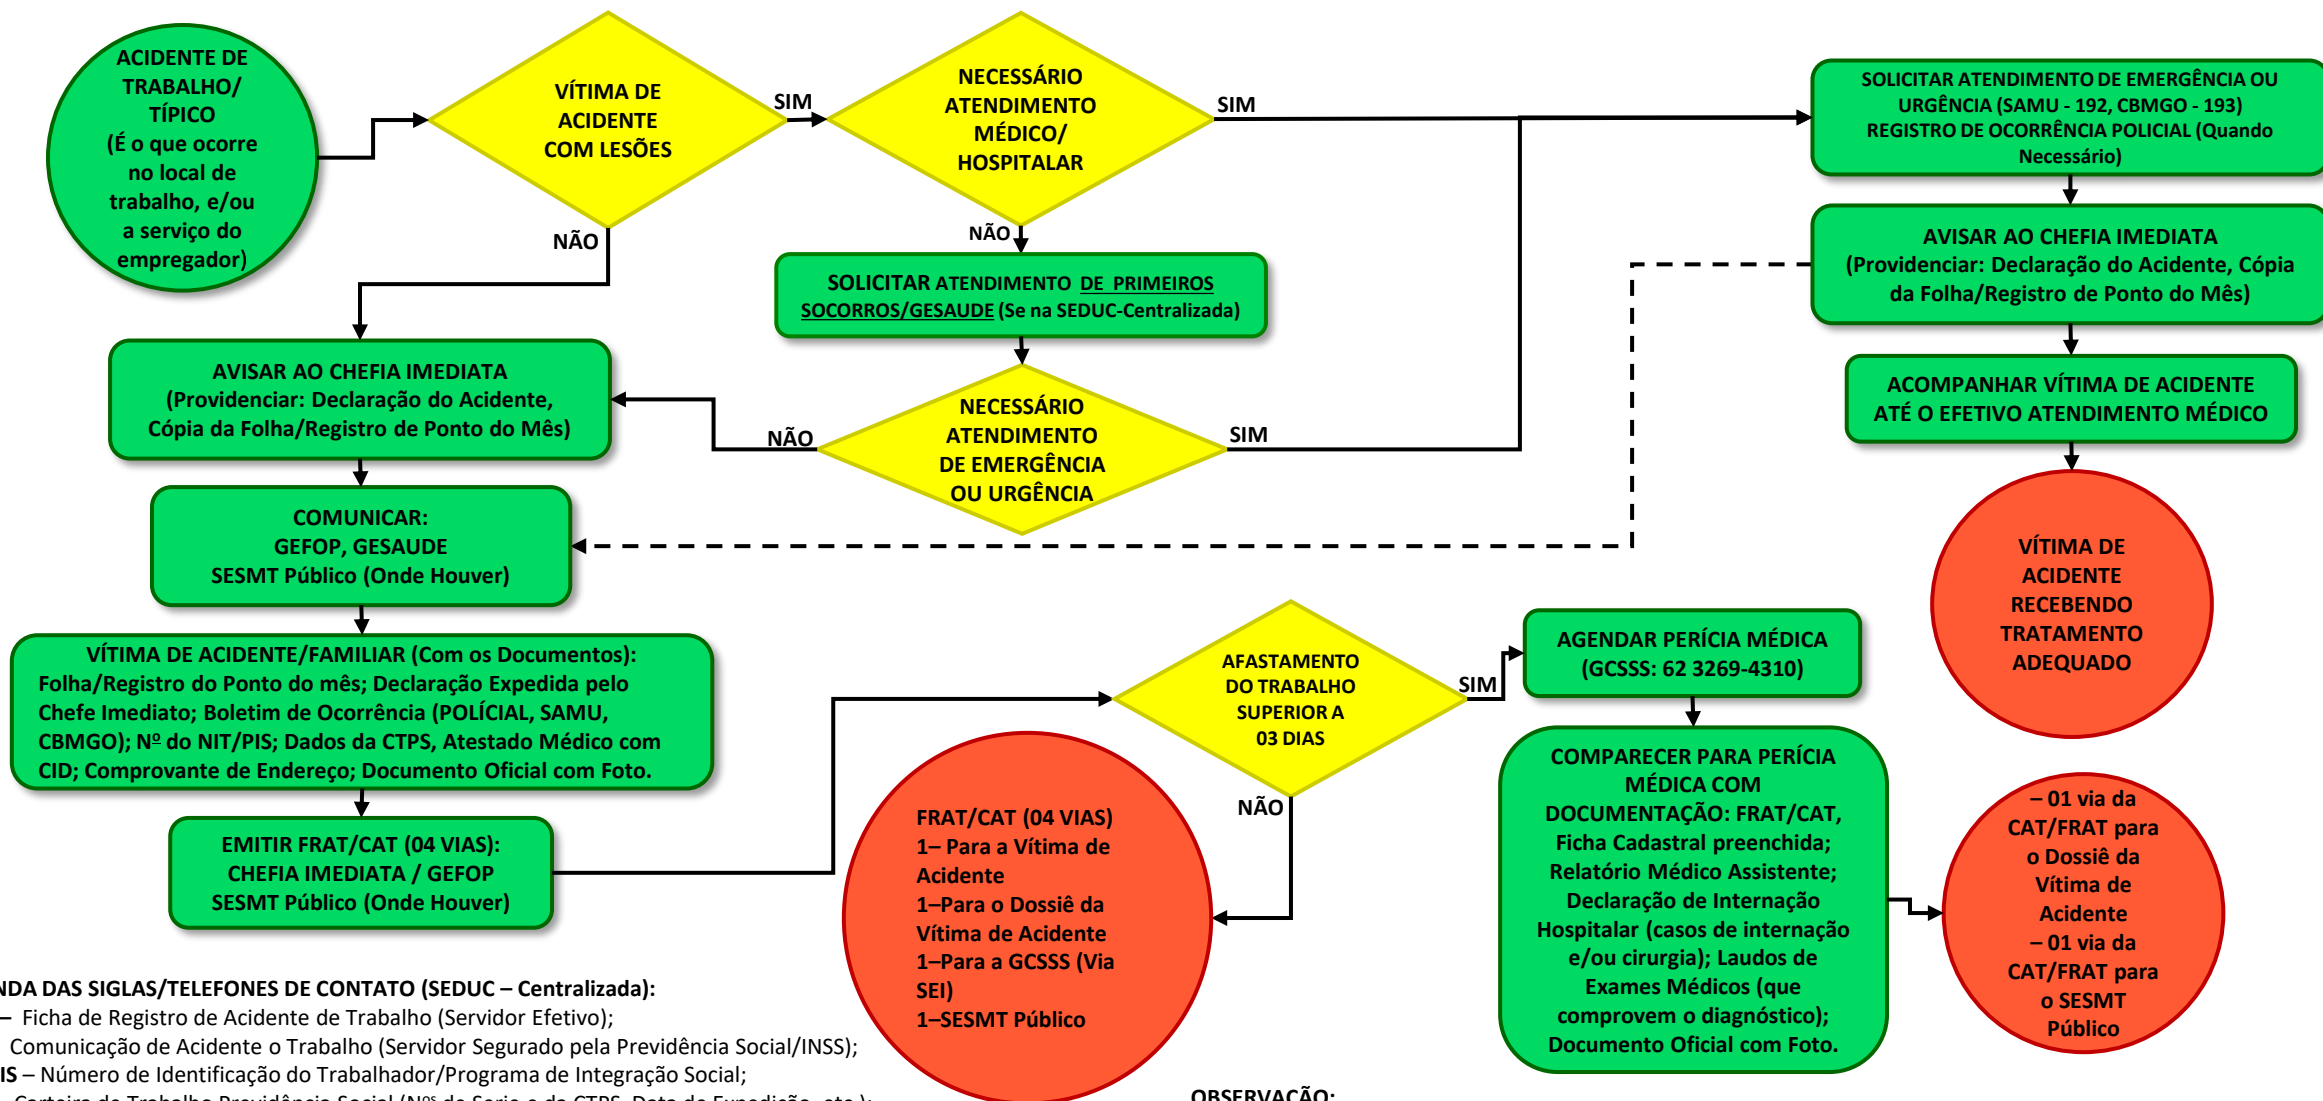 ACIDENTE DE
TRABALHO/
TÍPICO
(É o que ocorre
no local de
trabalho, e/ou
a serviço do
empregador)
VÍTIMA DE
ACIDENTE
COM LESÕES
SIM
NÃO
NECESSÁRIO
ATENDIMENTO
MÉDICO/
HOSPITALAR
SIM
NÃO
SOLICITAR ATENDIMENTO DE EMERGÊNCIA OU
URGÊNCIA (SAMU - 192, CBMGO - 193)
REGISTRO DE OCORRÊNCIA POLICIAL (Quando
Necessário)
SOLICITAR ATENDIMENTO DE PRIMEIROS
SOCORROS/GESAUDE (Se na SEDUC-Centralizada)
AVISAR AO CHEFIA IMEDIATA
(Providenciar: Declaração do Acidente, Cópia
da Folha/Registro de Ponto do Mês)
AVISAR AO CHEFIA IMEDIATA
(Providenciar: Declaração do Acidente,
Cópia da Folha/Registro de Ponto do Mês)
NECESSÁRIO
ATENDIMENTO
DE EMERGÊNCIA
OU URGÊNCIA
NÃO
SIM
ACOMPANHAR VÍTIMA DE ACIDENTE
ATÉ O EFETIVO ATENDIMENTO MÉDICO
COMUNICAR:
GEFOP, GESAUDE
SESMT Público (Onde Houver)
VÍTIMA DE
ACIDENTE
RECEBENDO
TRATAMENTO
ADEQUADO
VÍTIMA DE ACIDENTE/FAMILIAR (Com os Documentos):
Folha/Registro do Ponto do mês; Declaração Expedida pelo
Chefe Imediato; Boletim de Ocorrência (POLÍCIAL, SAMU,
CBMGO); Nº do NIT/PIS; Dados da CTPS, Atestado Médico com
CID; Comprovante de Endereço; Documento Oficial com Foto.
AFASTAMENTO
DO TRABALHO
SUPERIOR A
03 DIAS
SIM
NÃO
AGENDAR PERÍCIA MÉDICA
(GCSSS: 62 3269-4310)
EMITIR FRAT/CAT (04 VIAS):
CHEFIA IMEDIATA / GEFOP
SESMT Público (Onde Houver)
FRAT/CAT (04 VIAS)
1– Para a Vítima de
Acidente
1–Para o Dossiê da
Vítima de Acidente
1–Para a GCSSS (Via
SEI)
1–SESMT Público
COMPARECER PARA PERÍCIA
MÉDICA COM
DOCUMENTAÇÃO: FRAT/CAT,
Ficha Cadastral preenchida;
Relatório Médico Assistente;
Declaração de Internação
Hospitalar (casos de internação
e/ou cirurgia); Laudos de
Exames Médicos (que
comprovem o diagnóstico);
Documento Oficial com Foto.
– 01 via da
CAT/FRAT para
o Dossiê da
Vítima de
Acidente
– 01 via da
CAT/FRAT para
o SESMT
Público
NDA DAS SIGLAS/TELEFONES DE CONTATO (SEDUC – Centralizada):
– Ficha de Registro de Acidente de Trabalho (Servidor Efetivo);
Comunicação de Acidente o Trabalho (Servidor Segurado pela Previdência Social/INSS);
IS – Número de Identificação do Trabalhador/Programa de Integração Social;
Carteira de Trabalho Previdência Social (Nºs de Serie e da CTPS, Data de Expedição, etc.);
OBSERVAÇÃO: